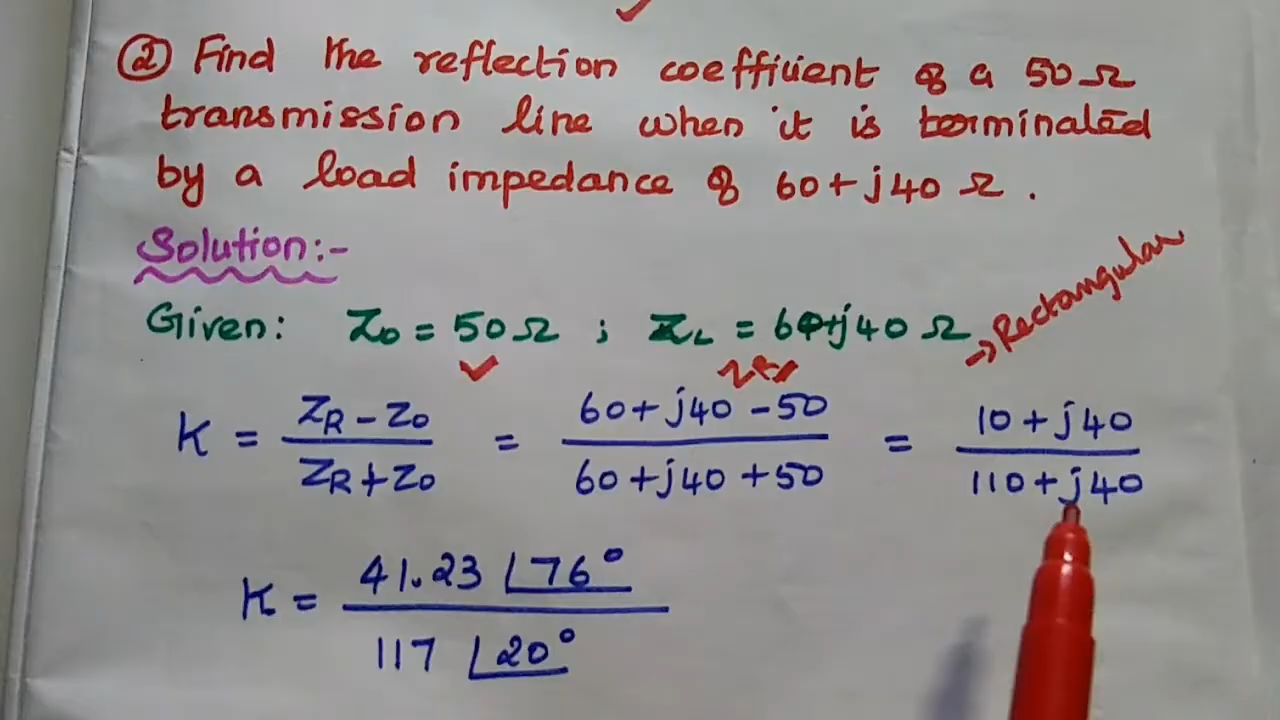 ② Find the reflection coefficient of a 50 Ω
transmission line when it is terminated
by a load impedance of 60+j40 Ω.
Solution:-
Given: Z0 = 50 Ω ; ZL = 60+j40 Ω → Rectangular
K = (ZR - Z0)/(ZR + Z0) = (60+j40 - 50)/(60+j40 + 50) = (10+j40)/(110+j40)
K = 41.23 ∠76° / 117 ∠20°